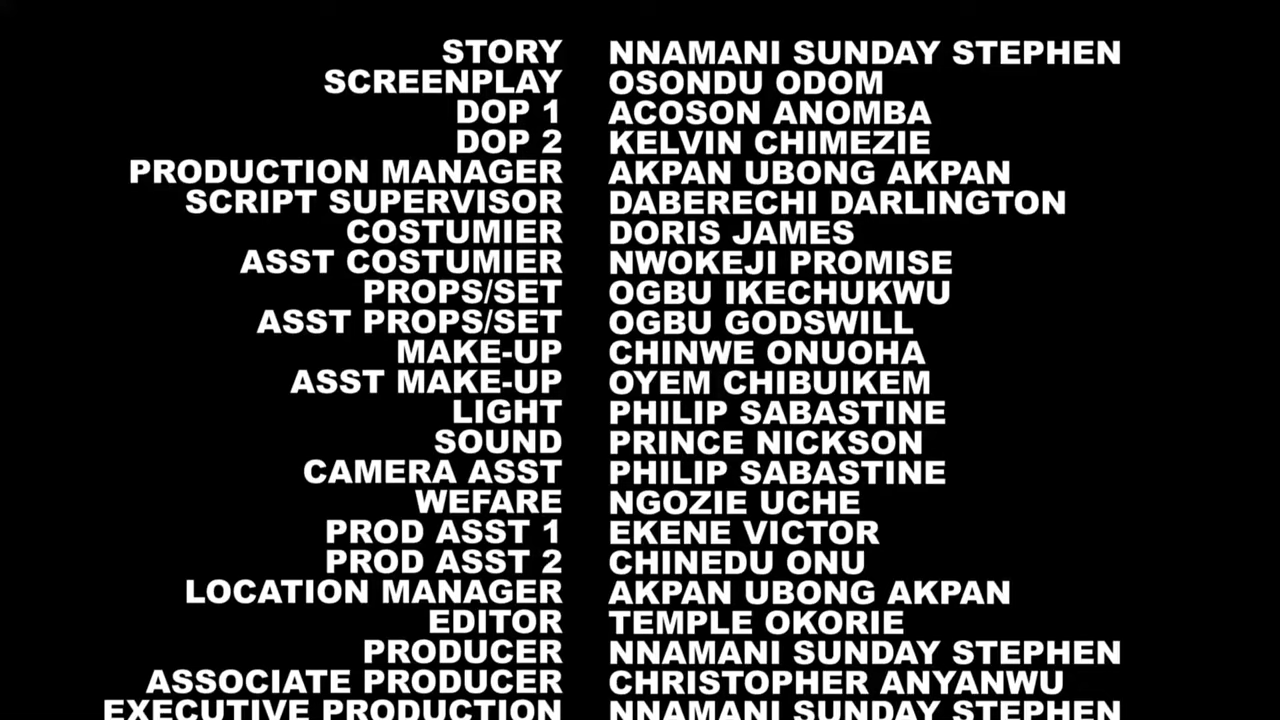 STORY NNAMANI SUNDAY STEPHEN
SCREENPLAY OSONDU ODOM
DOP 1 ACOSON ANOMBA
DOP 2 KELVIN CHIMEZIE
PRODUCTION MANAGER AKPAN UBONG AKPAN
SCRIPT SUPERVISOR DABERECHI DARLINGTON
COSTUMIER DORIS JAMES
ASST COSTUMIER NWOKEJI PROMISE
PROPS/SET OGBU IKECHUKWU
ASST PROPS/SET OGBU GODSWILL
MAKE-UP CHINWE ONUOHA
ASST MAKE-UP OYEM CHIBUIKEM
LIGHT PHILIP SABASTINE
SOUND PRINCE NICKSON
CAMERA ASST PHILIP SABASTINE
WEFARE NGOZIE UCHE
PROD ASST 1 EKENE VICTOR
PROD ASST 2 CHINEDU ONU
LOCATION MANAGER AKPAN UBONG AKPAN
EDITOR TEMPLE OKORIE
PRODUCER NNAMANI SUNDAY STEPHEN
ASSOCIATE PRODUCER CHRISTOPHER ANYANWU
EXECUTIVE PRODUCTION NNAMANI SUNDAY STEPHEN